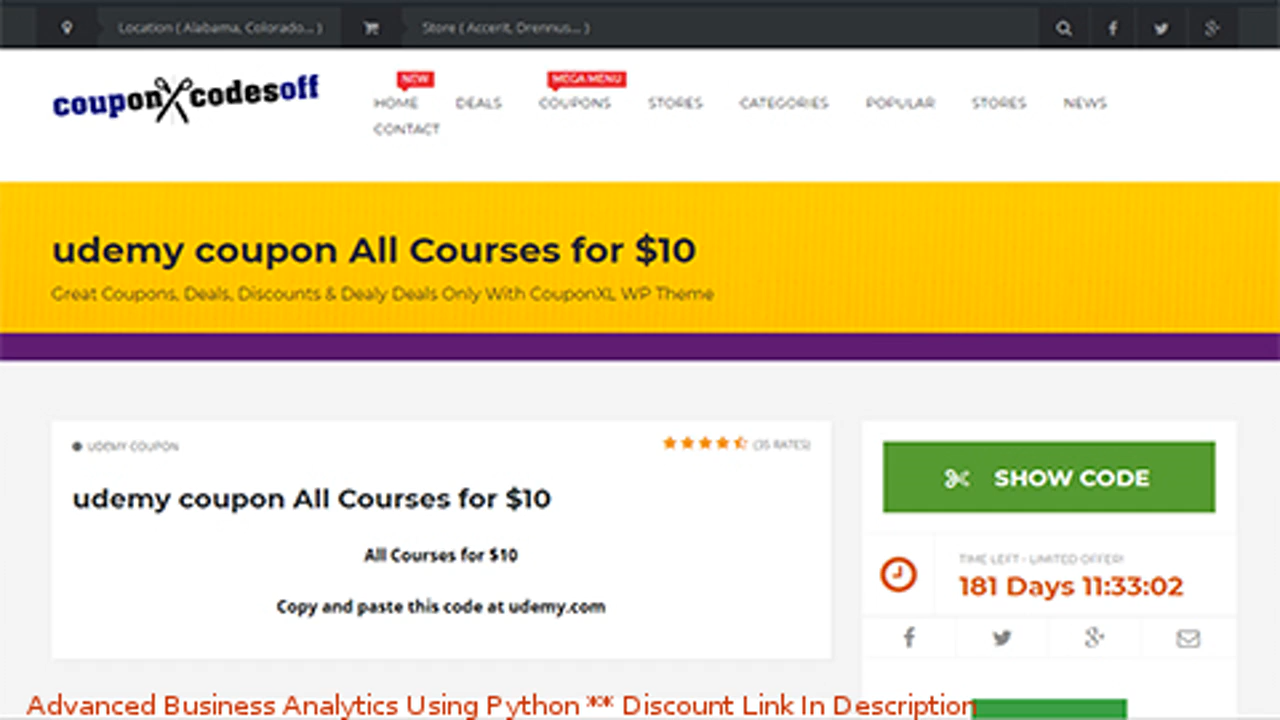 Location ( Alabama, Colorado... )
Store ( Accerit, Drennus... )
couponXcodesoff
NEW
MEGA MENU
HOME DEALS COUPONS STORES CATEGORIES POPULAR STORES NEWS
CONTACT
udemy coupon All Courses for $10
Great Coupons, Deals, Discounts & Dealy Deals Only With CouponXL WP Theme
UDEMY COUPON
(35 RATES)
udemy coupon All Courses for $10
All Courses for $10
Copy and paste this code at udemy.com
SHOW CODE
TIME LEFT - LIMITED OFFER!
181 Days 11:33:02
Advanced Business Analytics Using Python ** Discount Link In Description